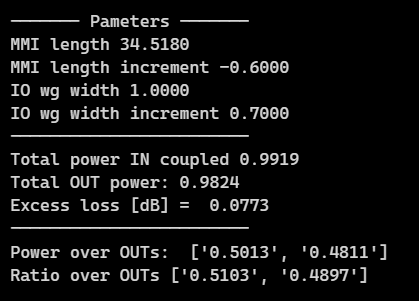 ——————— Pameters ———————
MMI length 34.5180
MMI length increment -0.6000
IO wg width 1.0000
IO wg width increment 0.7000
————————————————————————
Total power IN coupled 0.9919
Total OUT power: 0.9824
Excess loss [dB] =  0.0773
————————————————————————
Power over OUTs:  ['0.5013', '0.4811']
Ratio over OUTs ['0.5103', '0.4897']